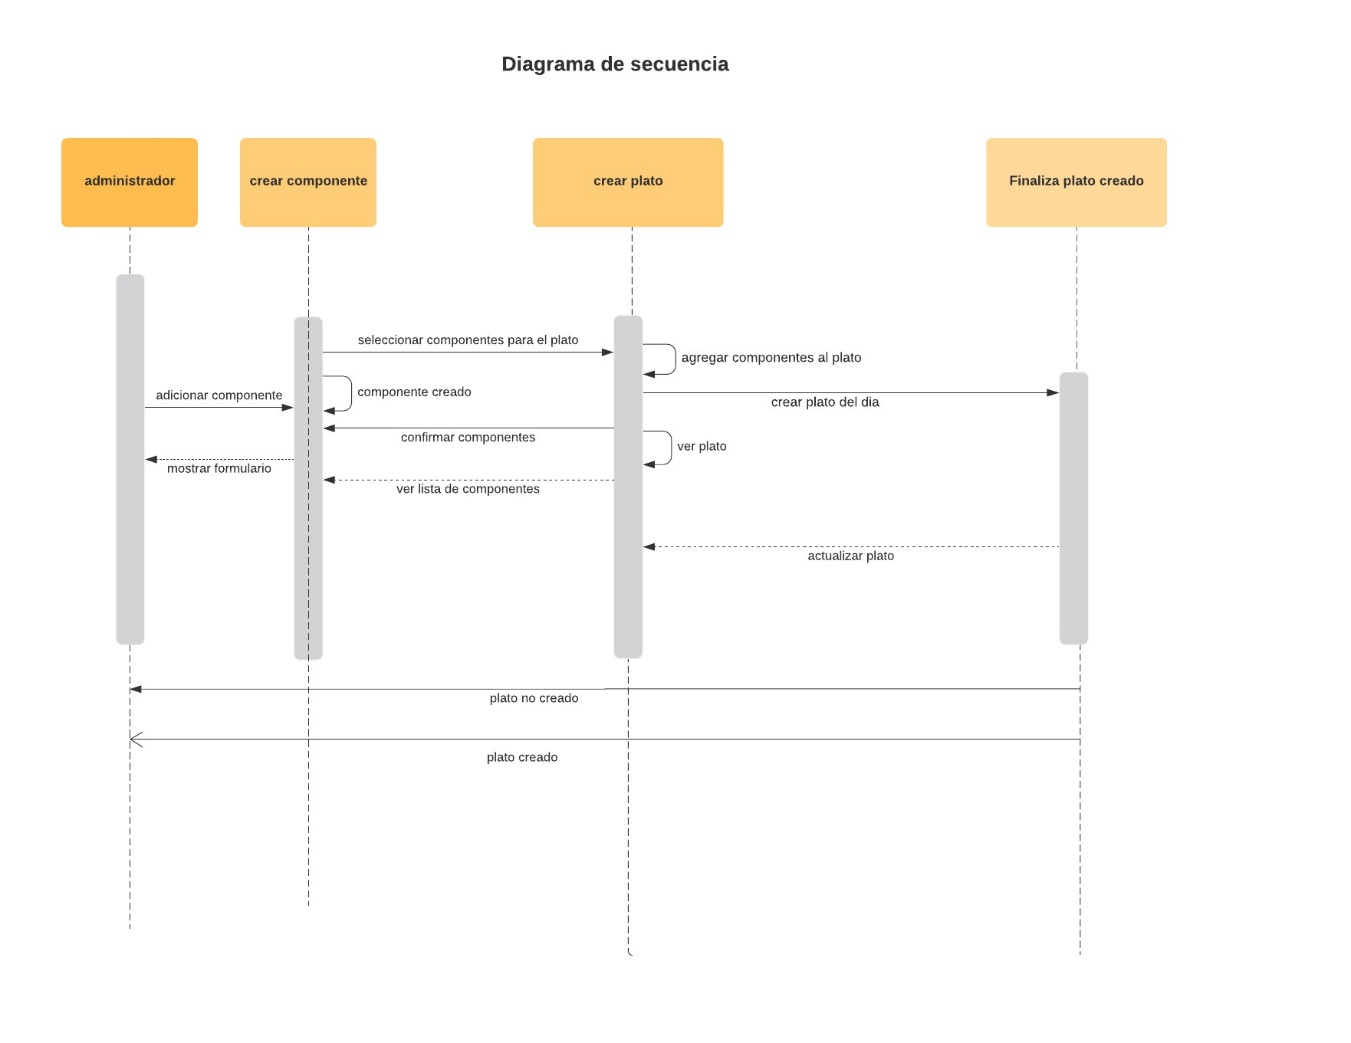 Diagrama de secuencia
administrador
crear componente
crear plato
Finaliza plato creado
seleccionar componentes para el plato
agregar componentes al plato
adicionar componente
componente creado
crear plato del dia
confirmar componentes
ver plato
mostrar formulario
ver lista de componentes
actualizar plato
plato no creado
plato creado